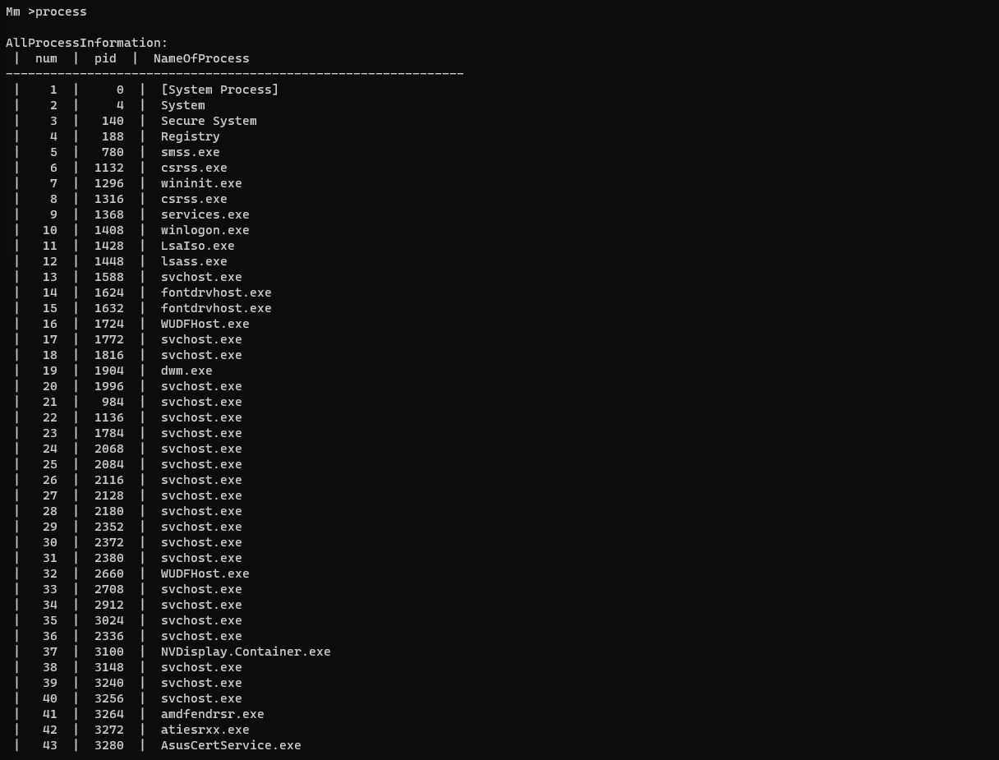 Mm >process
AllProcessInformation:
 |  num  |  pid  |  NameOfProcess
--------------------------------------------------------------
 |    1  |     0  |  [System Process]
 |    2  |     4  |  System
 |    3  |   140  |  Secure System
 |    4  |   188  |  Registry
 |    5  |   780  |  smss.exe
 |    6  |  1132  |  csrss.exe
 |    7  |  1296  |  wininit.exe
 |    8  |  1316  |  csrss.exe
 |    9  |  1368  |  services.exe
 |   10  |  1408  |  winlogon.exe
 |   11  |  1428  |  LsaIso.exe
 |   12  |  1448  |  lsass.exe
 |   13  |  1588  |  svchost.exe
 |   14  |  1624  |  fontdrvhost.exe
 |   15  |  1632  |  fontdrvhost.exe
 |   16  |  1724  |  WUDFHost.exe
 |   17  |  1772  |  svchost.exe
 |   18  |  1816  |  svchost.exe
 |   19  |  1904  |  dwm.exe
 |   20  |  1996  |  svchost.exe
 |   21  |   984  |  svchost.exe
 |   22  |  1136  |  svchost.exe
 |   23  |  1784  |  svchost.exe
 |   24  |  2068  |  svchost.exe
 |   25  |  2084  |  svchost.exe
 |   26  |  2116  |  svchost.exe
 |   27  |  2128  |  svchost.exe
 |   28  |  2180  |  svchost.exe
 |   29  |  2352  |  svchost.exe
 |   30  |  2372  |  svchost.exe
 |   31  |  2380  |  svchost.exe
 |   32  |  2660  |  WUDFHost.exe
 |   33  |  2708  |  svchost.exe
 |   34  |  2912  |  svchost.exe
 |   35  |  3024  |  svchost.exe
 |   36  |  2336  |  svchost.exe
 |   37  |  3100  |  NVDisplay.Container.exe
 |   38  |  3148  |  svchost.exe
 |   39  |  3240  |  svchost.exe
 |   40  |  3256  |  svchost.exe
 |   41  |  3264  |  amdfendrsr.exe
 |   42  |  3272  |  atiesrxx.exe
 |   43  |  3280  |  AsusCertService.exe